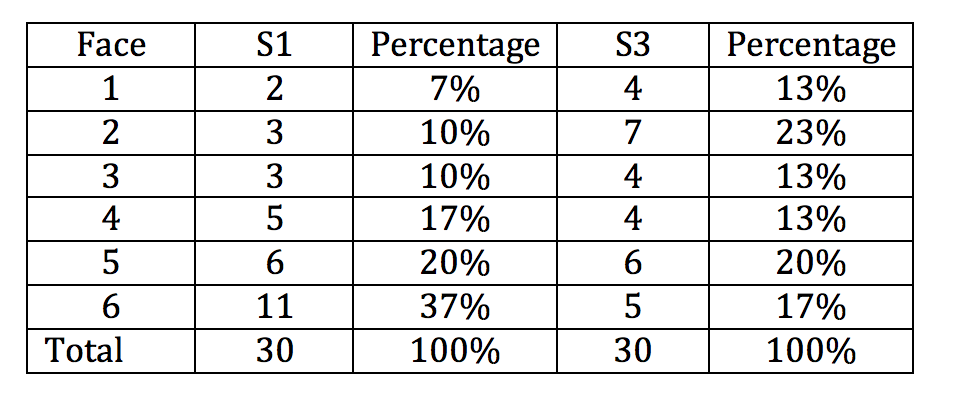 Face S1 Percentage S3 Percentage
1 2 7% 4 13%
2 3 10% 7 23%
3 3 10% 4 13%
4 5 17% 4 13%
5 6 20% 6 20%
6 11 37% 5 17%
Total 30 100% 30 100%